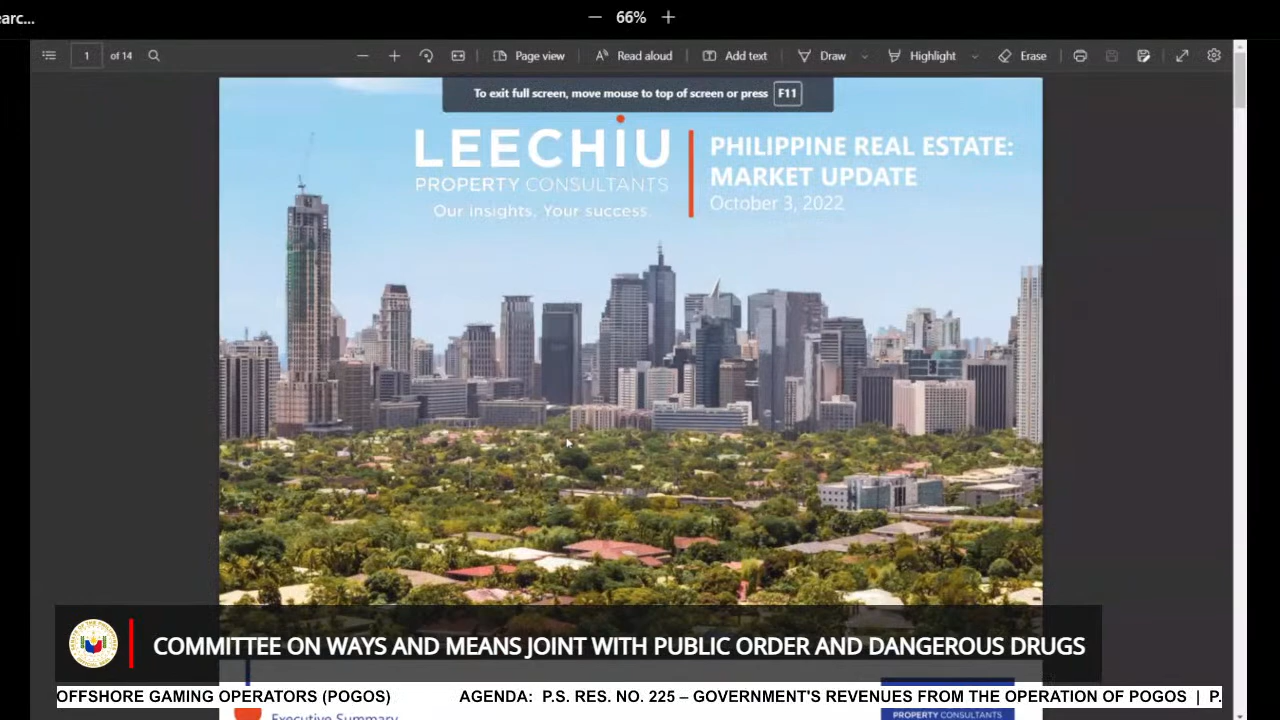 earc...
66%
1 of 14
Page view
Read aloud
Add text
Draw
Highlight
Erase
To exit full screen, move mouse to top of screen or press F11
LEECHIU
PROPERTY CONSULTANTS
Our insights. Your success.
PHILIPPINE REAL ESTATE:
MARKET UPDATE
October 3, 2022
COMMITTEE ON WAYS AND MEANS JOINT WITH PUBLIC ORDER AND DANGEROUS DRUGS
OFFSHORE GAMING OPERATORS (POGOS) AGENDA: P.S. RES. NO. 225 – GOVERNMENT'S REVENUES FROM THE OPERATION OF POGOS | P.
Executive Summary
PROPERTY CONSULTANTS